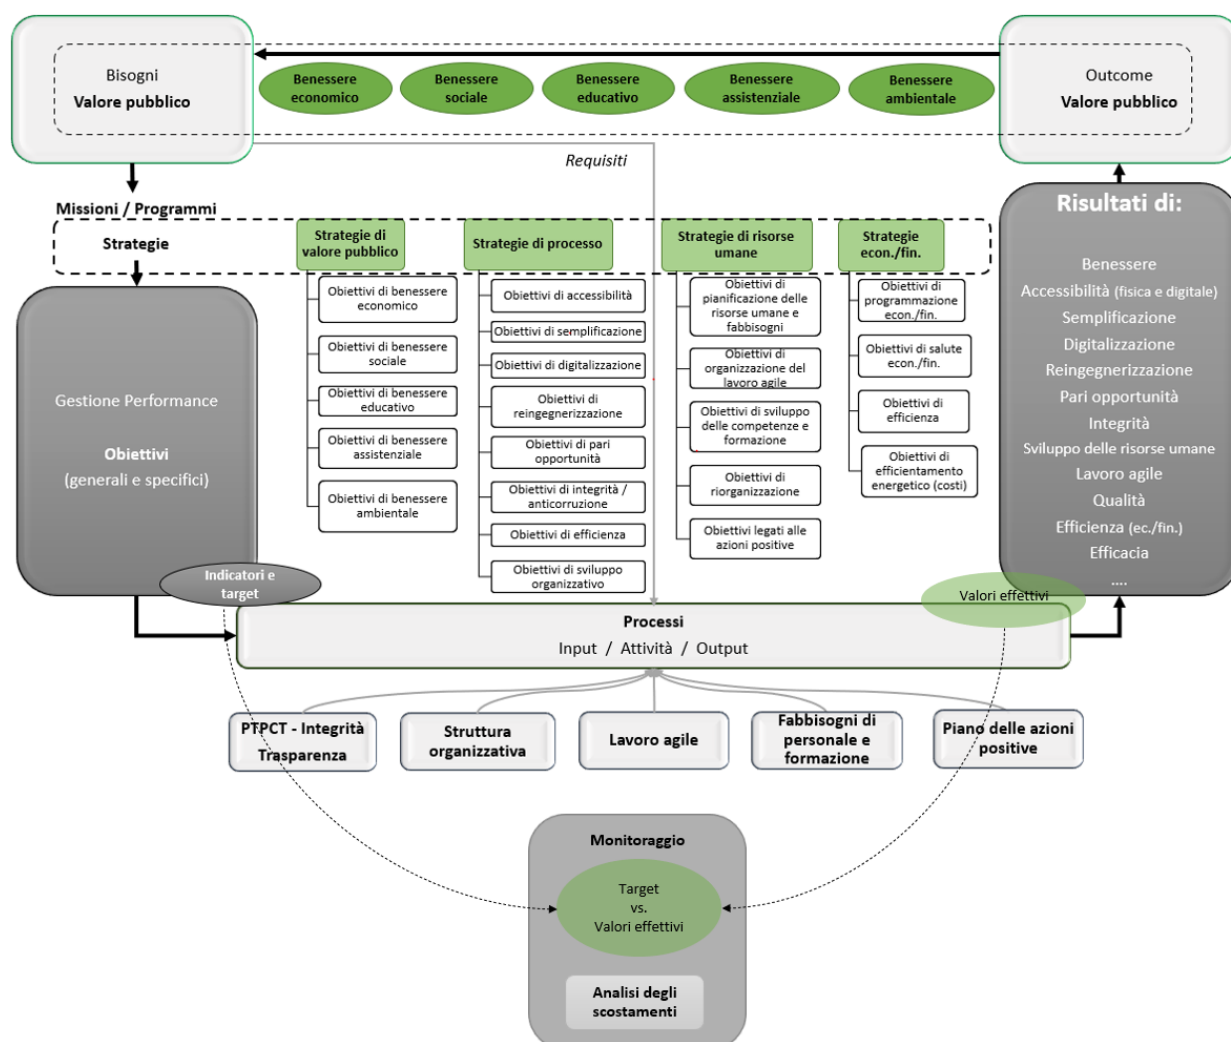 Bisogni
Valore pubblico
Benessere
economico
Benessere
sociale
Benessere
educativo
Benessere
assistenziale
Benessere
ambientale
Outcome
Valore pubblico
Requisiti
Missioni / Programmi
Strategie
Strategie di
valore pubblico
Strategie di processo
Strategie di risorse
umane
Strategie
econ./fin.
Gestione Performance
Obiettivi
(generali e specifici)
Obiettivi di benessere
economico
Obiettivi di benessere
sociale
Obiettivi di benessere
educativo
Obiettivi di benessere
assistenziale
Obiettivi di benessere
ambientale
Obiettivi di accessibilità
Obiettivi di semplificazione
Obiettivi di digitalizzazione
Obiettivi di
reingegnerizzazione
Obiettivi di pari
opportunità
Obiettivi di integrità /
anticorruzione
Obiettivi di efficienza
Obiettivi di sviluppo
organizzativo
Obiettivi di
pianificazione delle
risorse umane e
fabbisogni
Obiettivi di
organizzazione del
lavoro agile
Obiettivi di sviluppo
delle competenze e
formazione
Obiettivi di
riorganizzazione
Obiettivi legati alle
azioni positive
Obiettivi di
programmazione
econ./fin.
Obiettivi di salute
econ./fin.
Obiettivi di
efficienza
Obiettivi di
efficientamento
energetico (costi)
Risultati di:
Benessere
Accessibilità (fisica e digitale)
Semplificazione
Digitalizzazione
Reingegnerizzazione
Pari opportunità
Integrità
Sviluppo delle risorse umane
Lavoro agile
Qualità
Efficienza (ec./fin.)
Efficacia
....
Indicatori e
target
Valori effettivi
Processi
Input / Attività / Output
PTPCT - Integrità
Trasparenza
Struttura
organizzativa
Lavoro agile
Fabbisogni di
personale e
formazione
Piano delle azioni
positive
Monitoraggio
Target
vs.
Valori effettivi
Analisi degli
scostamenti